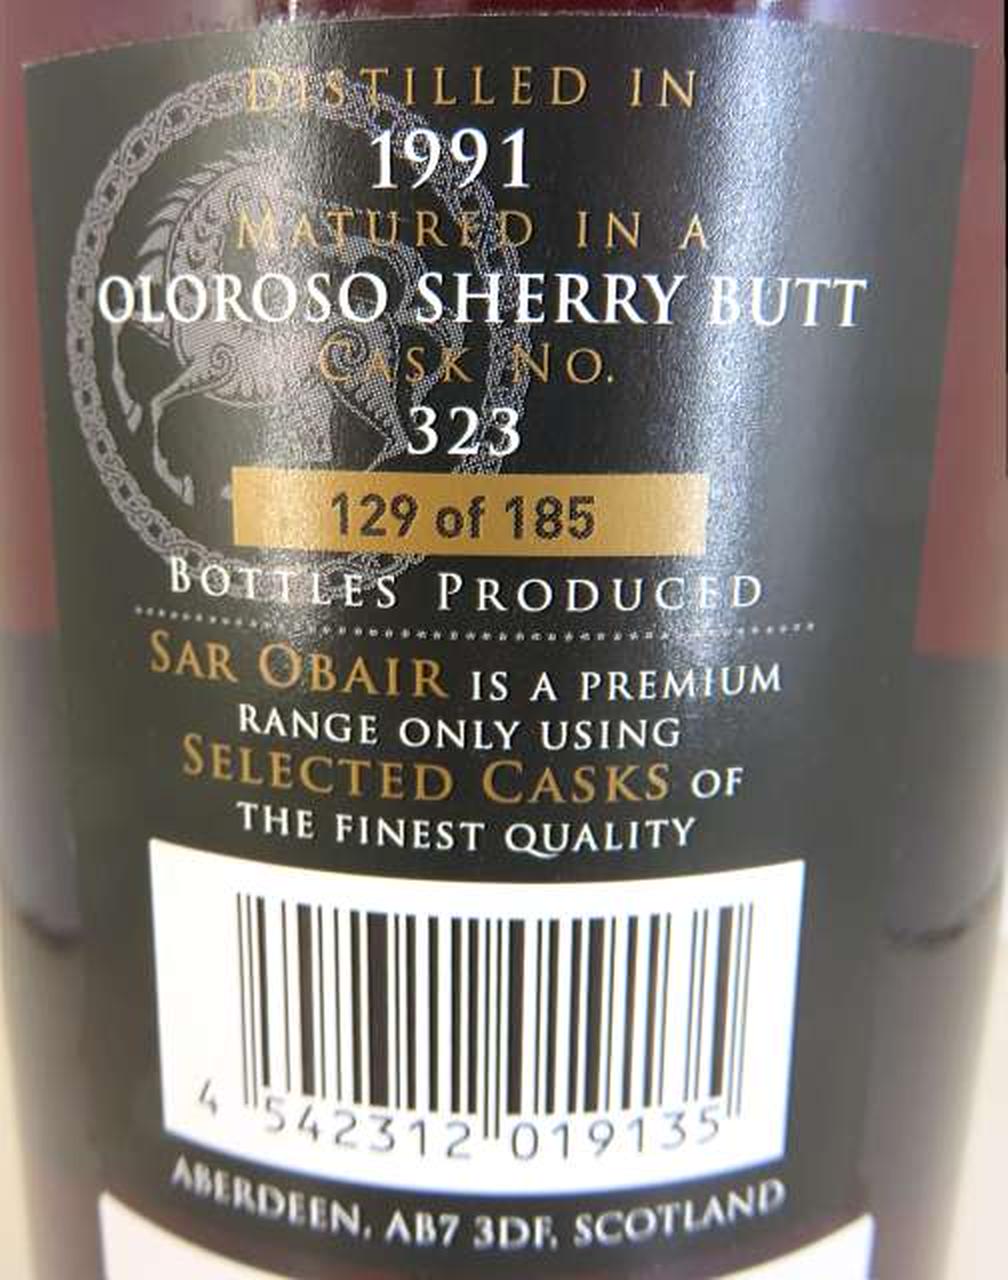 DISTILLED IN
1991
MATURED IN A
OLOROSO SHERRY BUTT
CASK NO.
323
129 of 185
BOTTLES PRODUCED
SAR OBAIR IS A PREMIUM
RANGE ONLY USING
SELECTED CASKS OF
THE FINEST QUALITY
4 542312 019135
ABERDEEN, AB7 3DF, SCOTLAND